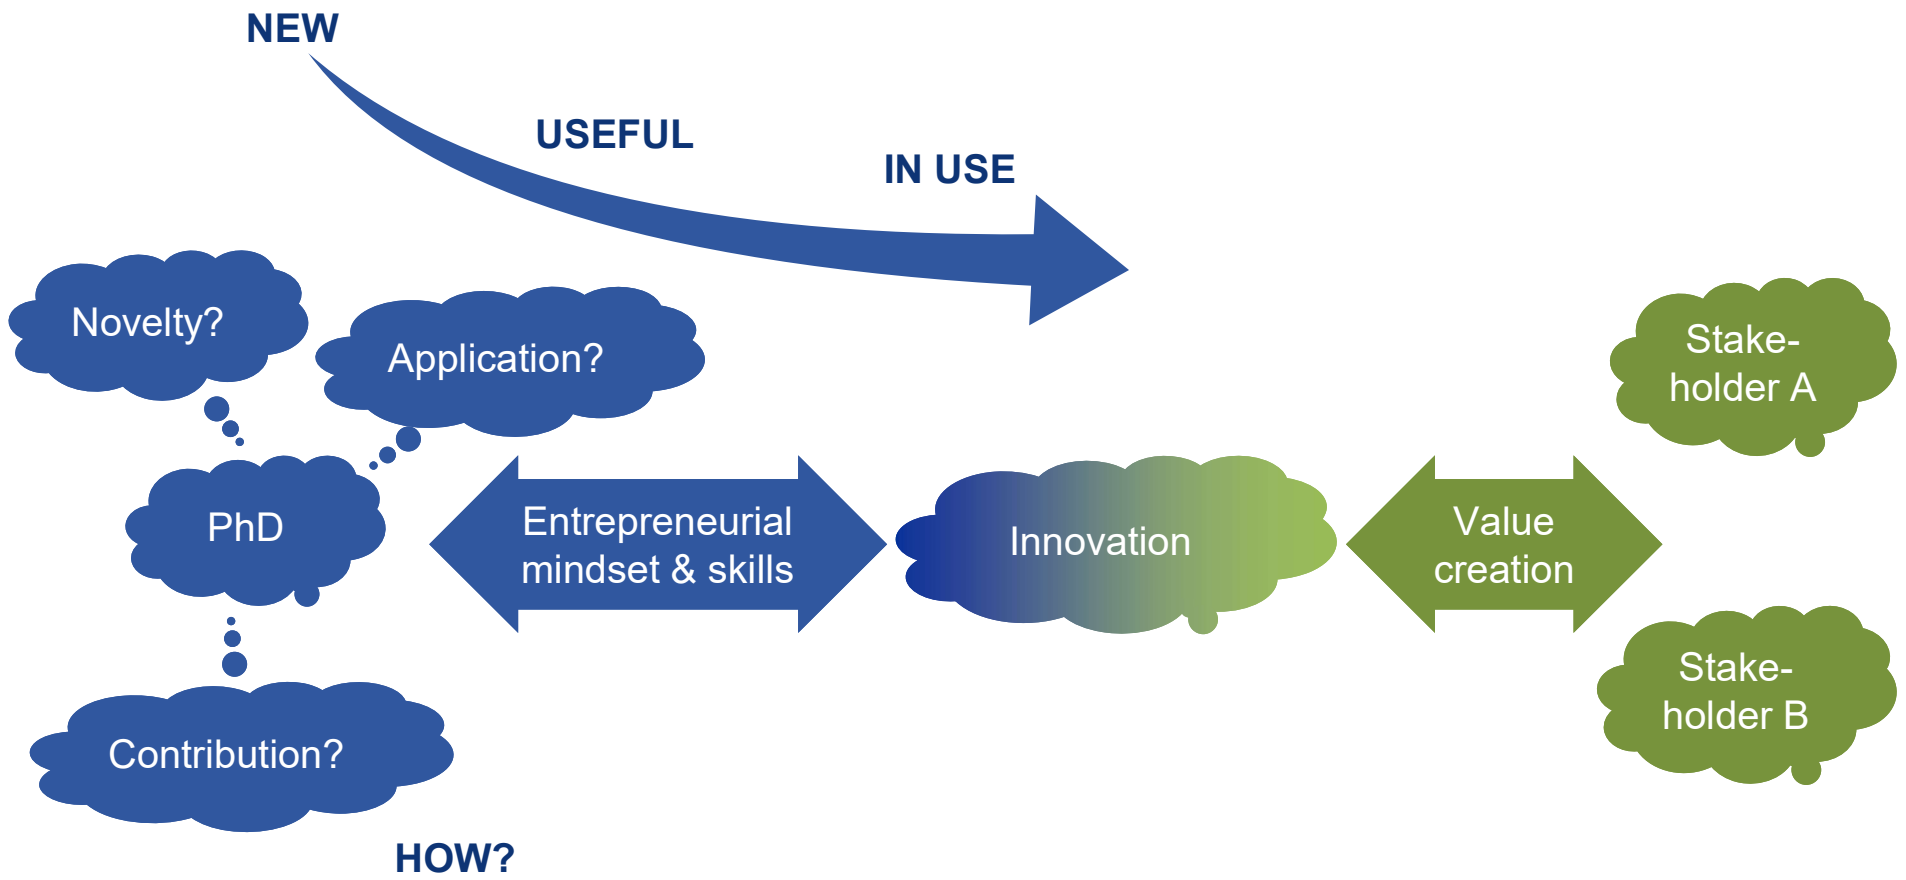 NEW
USEFUL
IN USE
Novelty?
Application?
PhD
Contribution?
HOW?
Entrepreneurial
mindset & skills
Innovation
Value
creation
Stake-
holder A
Stake-
holder B